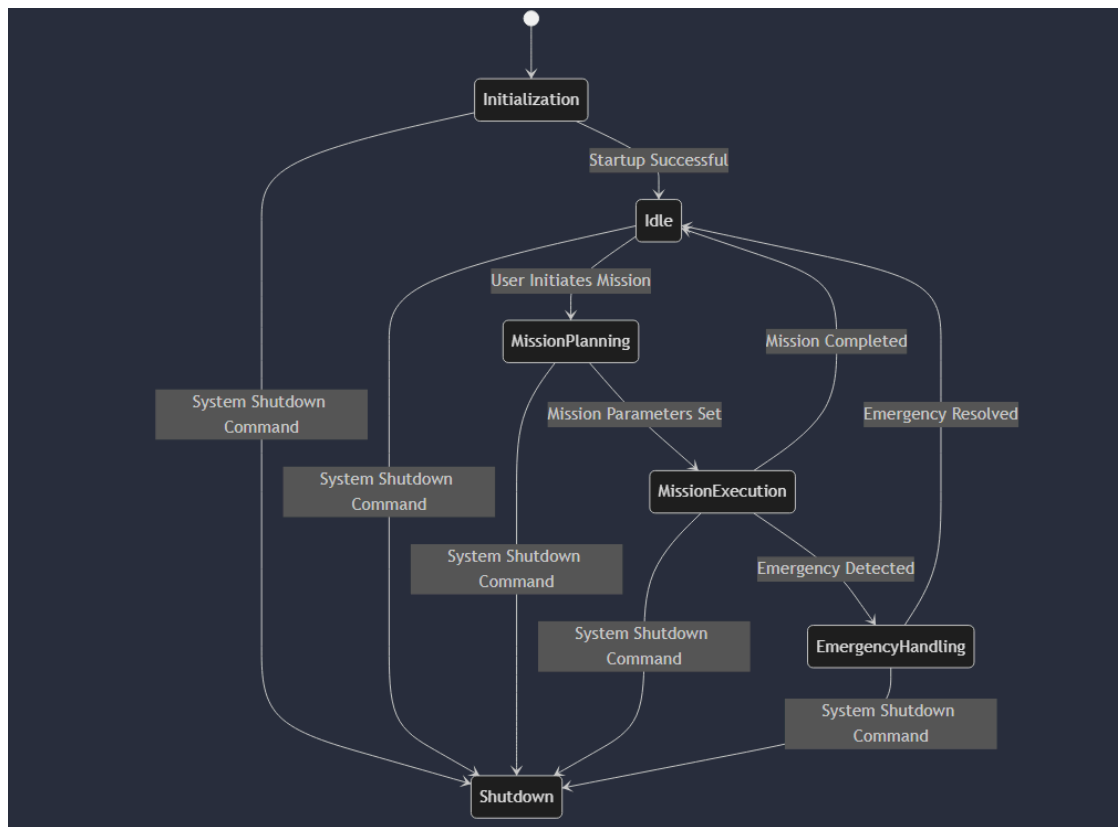 Initialization
Startup Successful
Idle
User Initiates Mission
MissionPlanning
Mission Completed
System Shutdown
Command
Mission Parameters Set
Emergency Resolved
System Shutdown
Command
MissionExecution
System Shutdown
Command
Emergency Detected
System Shutdown
Command
EmergencyHandling
System Shutdown
Command
Shutdown